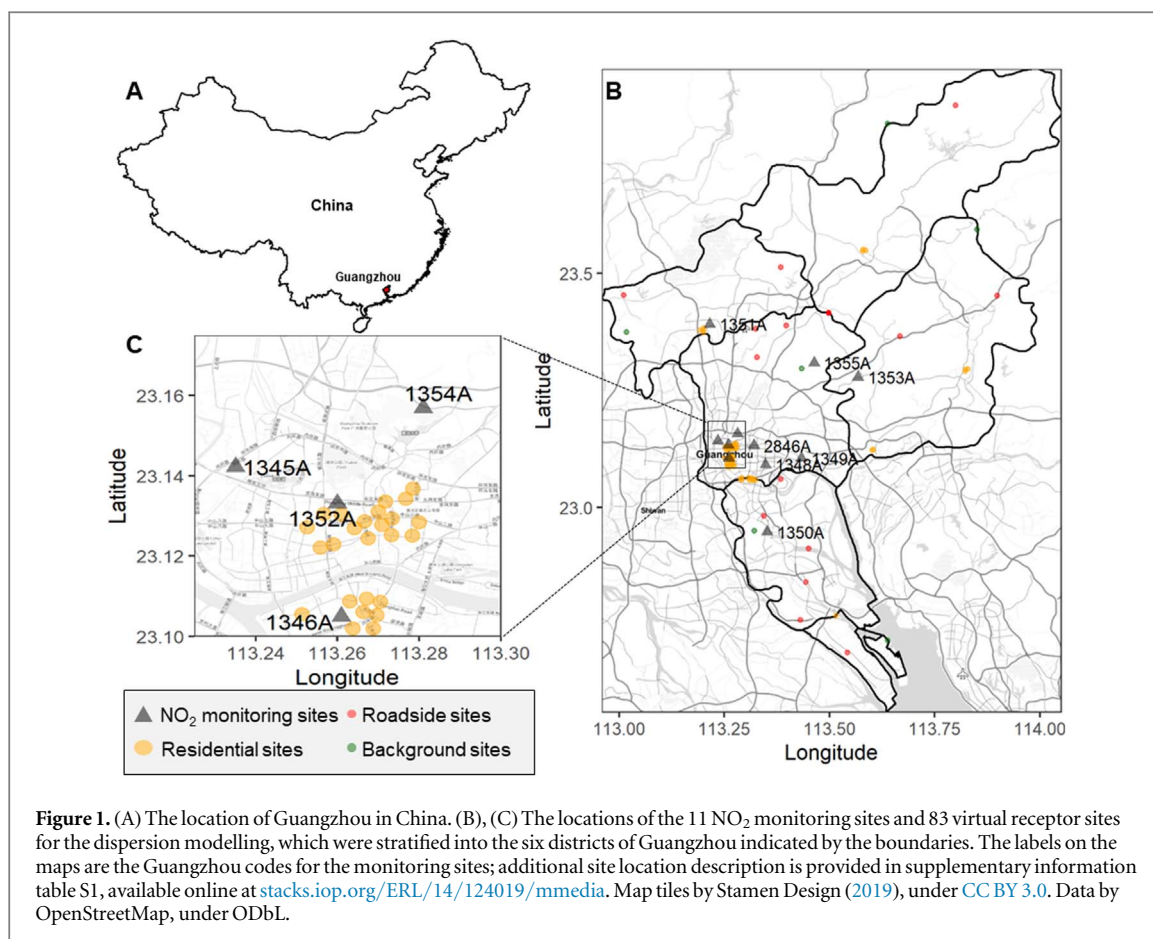 A
China
Guangzhou
B
Latitude
23.5
23.0
1351A
1355A
1353A
2846A
Guangzhou
1348A
1349A
1350A
Shiwan
113.00 113.25 113.50 113.75 114.00
Longitude
C
Latitude
23.16
23.14
23.12
23.10
1354A
1345A
1352A
1346A
113.24 113.26 113.28 113.30
Longitude
NO₂ monitoring sites
Roadside sites
Residential sites
Background sites
Figure 1. (A) The location of Guangzhou in China. (B), (C) The locations of the 11 NO₂ monitoring sites and 83 virtual receptor sites
for the dispersion modelling, which were stratified into the six districts of Guangzhou indicated by the boundaries. The labels on the
maps are the Guangzhou codes for the monitoring sites; additional site location description is provided in supplementary information
table S1, available online at stacks.iop.org/ERL/14/124019/mmedia. Map tiles by Stamen Design (2019), under CC BY 3.0. Data by
OpenStreetMap, under ODbL.